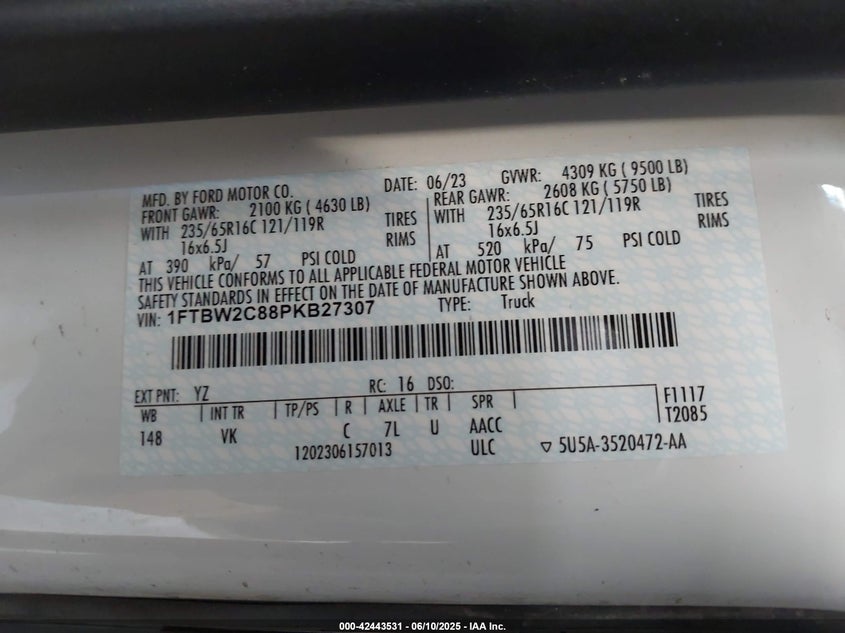 MFD. BY FORD MOTOR CO. DATE: 06/23 GVWR: 4309 KG ( 9500 LB)
FRONT GAWR: 2100 KG ( 4630 LB) REAR GAWR: 2608 KG ( 5750 LB)
WITH 235/65R16C 121/119R TIRES WITH 235/65R16C 121/119R TIRES
16x6.5J RIMS 16x6.5J RIMS
AT 390 kPa/ 57 PSI COLD AT 520 kPa/ 75 PSI COLD
THIS VEHICLE CONFORMS TO ALL APPLICABLE FEDERAL MOTOR VEHICLE
SAFETY STANDARDS IN EFFECT ON THE DATE OF MANUFACTURE SHOWN ABOVE.
VIN: 1FTBW2C88PKB27307 TYPE: Truck
EXT PNT: YZ RC: 16 DSO:
WB INT TR TP/PS R AXLE TR SPR F1117
148 VK C 7L U AACC T2085
1202306157013 ULC ▽ 5U5A-3520472-AA
000-42443531 - 06/10/2025 - IAA Inc.